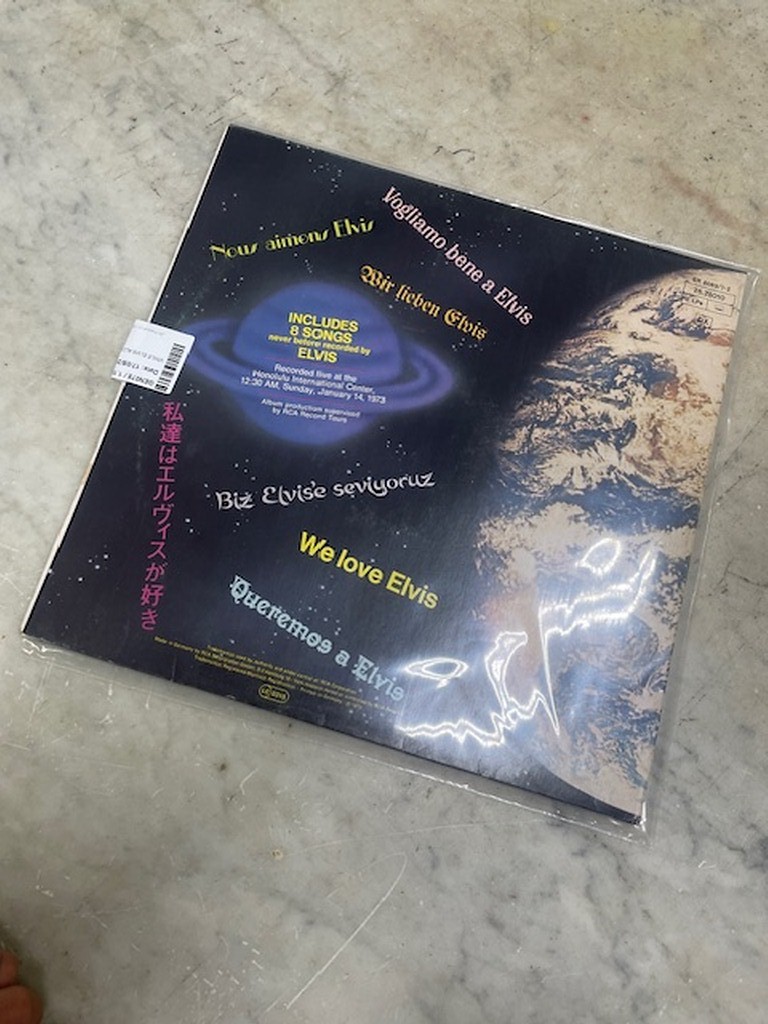 Nous aimons Elvis
Vogliamo bene a Elvis
Wir lieben Elvis
INCLUDES
8 SONGS
never before recorded by
ELVIS
Recorded live at the
Honolulu International Center,
12:30 AM, Sunday, January 14, 1973
Album production supervised
by RCA Record Tours
私達はエルヴィスが好き
Biz Elvis'e seviyoruz
We love Elvis
Queremos a Elvis